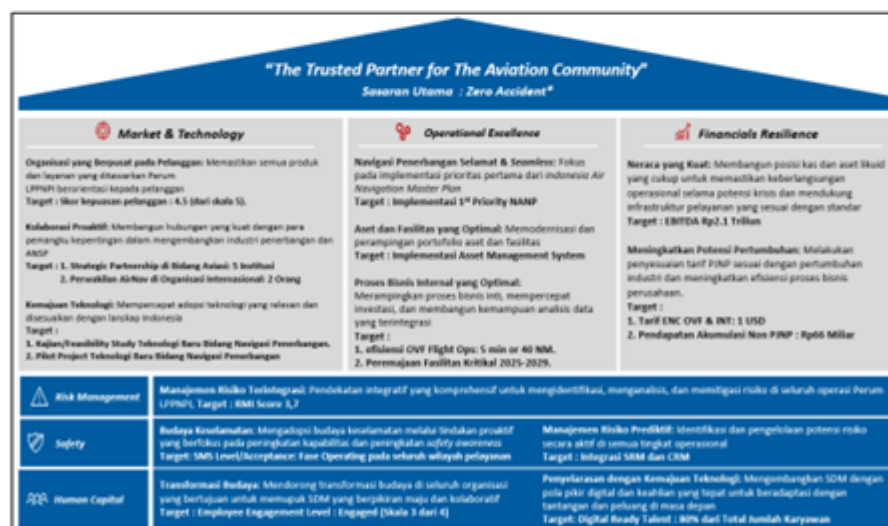 "The Trusted Partner for The Aviation Community"
Sasaran Utama : Zero Accident*
Market & Technology
Organisasi yang Berpusat pada Pelanggan: Memastikan semua produk
dan layanan yang ditawarkan Perum
LPPNPI berorientasi kepada pelanggan
Target : Skor kepuasan pelanggan : 4.5 (dari skala 5).
Kolaborasi Proaktif: Membangun hubungan yang kuat dengan para
pemangku kepentingan dalam mengembangkan industri penerbangan dan
ANSP
Target : 1. Strategic Partnership di Bidang Aviasi: 5 Institusi
2. Perwakilan AirNav di Organisasi Internasional: 2 Orang
Kemajuan Teknologi: Mempercepat adopsi teknologi yang relevan dan
disesuaikan dengan lanskap Indonesia
Target :
1. Kajian/Feasibility Study Teknologi Baru Bidang Navigasi Penerbangan.
2. Pilot Project Teknologi Baru Bidang Navigasi Penerbangan
Operational Excellence
Navigasi Penerbangan Selamat & Seamless: Fokus
pada implementasi prioritas pertama dari Indonesia Air
Navigation Master Plan
Target : Implementasi 1st Priority NANP
Aset dan Fasilitas yang Optimal: Memodernisasi dan
perampingan portofolio aset dan fasilitas
Target : Implementasi Asset Management System
Proses Bisnis Internal yang Optimal:
Merampingkan proses bisnis inti, mempercepat
investasi, dan membangun kemampuan analisis data
yang terintegrasi
Target :
1. efisiensi OVF Flight Ops: 5 min or 40 NM.
2. Peremajaan Fasilitas Kritikal 2025-2029.
Financials Resilience
Neraca yang Kuat: Membangun posisi kas dan aset likuid
yang cukup untuk memastikan keberlangsungan
operasional selama potensi krisis dan mendukung
infrastruktur pelayanan yang sesuai dengan standar
Target : EBITDA Rp2.1 Triliun
Meningkatkan Potensi Pertumbuhan: Melakukan
penyesuaian tarif PJNP sesuai dengan pertumbuhan
industri dan meningkatkan efisiensi proses bisnis
perusahaan.
Target :
1. Tarif ENC OVF & INT: 1 USD
2. Pendapatan Akumulasi Non PJNP : Rp66 Miliar
Risk Management
Manajemen Risiko Terintegrasi: Pendekatan integratif yang komprehensif untuk mengidentifikasi, menganalisis, dan memitigasi risiko di seluruh operasi Perum
LPPNPI, Target : RMI Score 3,7
Safety
Budaya Keselamatan: Mengadopsi budaya keselamatan melalui tindakan proaktif
yang berfokus pada peningkatan kapabilitas dan peningkatan safety awareness
Target: SMS Level/Acceptance: Fase Operating pada seluruh wilayah pelayanan
Manajemen Risiko Prediktif: Identifikasi dan pengelolaan potensi risiko
secara aktif di semua tingkat operasional
Target : Integrasi SRM dan CRM
Human Capital
Transformasi Budaya: Mendorong transformasi budaya di seluruh organisasi
yang bertujuan untuk memupuk SDM yang berpikiran maju dan kolaboratif
Target : Employee Engagement Level : Engaged (Skala 3 dari 4)
Penyelarasan dengan Kemajuan Teknologi: Mengembangkan SDM dengan
pola pikir digital dan keahlian yang tepat untuk beradaptasi dengan
tantangan dan peluang di masa depan
Target: Digital Ready Talent : 80% dari Total Jumlah Karyawan